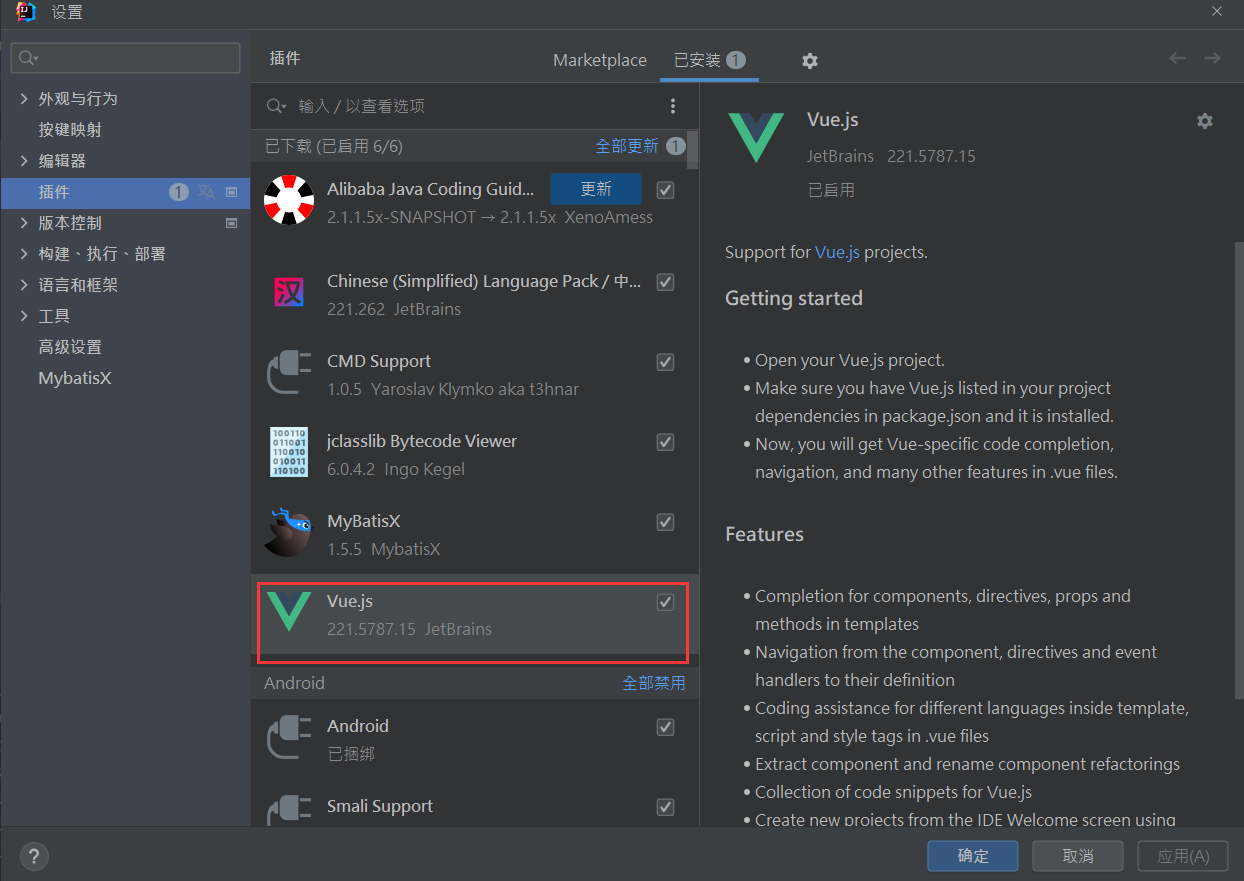 设置
插件
Marketplace
已安装 1
外观与行为
按键映射
编辑器
插件 1
版本控制
构建、执行、部署
语言和框架
工具
高级设置
MybatisX
输入 / 以查看选项
已下载 (已启用 6/6) 全部更新 1
Alibaba Java Coding Guid... 更新
2.1.1.5x-SNAPSHOT → 2.1.1.5x XenoAmess
汉
Chinese (Simplified) Language Pack / 中...
221.262 JetBrains
CMD Support
1.0.5 Yaroslav Klymko aka t3hnar
100110
011001
110010
010011
110100
jclasslib Bytecode Viewer
6.0.4.2 Ingo Kegel
MyBatisX
1.5.5 MybatisX
Vue.js
221.5787.15 JetBrains
Android 全部禁用
Android
已捆绑
Smali Support
Vue.js
JetBrains 221.5787.15
已启用
Support for Vue.js projects.
Getting started
• Open your Vue.js project.
• Make sure you have Vue.js listed in your project
dependencies in package.json and it is installed.
• Now, you will get Vue-specific code completion,
navigation, and many other features in .vue files.
Features
• Completion for components, directives, props and
methods in templates
• Navigation from the component, directives and event
handlers to their definition
• Coding assistance for different languages inside template,
script and style tags in .vue files
• Extract component and rename component refactorings
• Collection of code snippets for Vue.js
• Create new projects from the IDE Welcome screen using
?
确定
取消
应用(A)